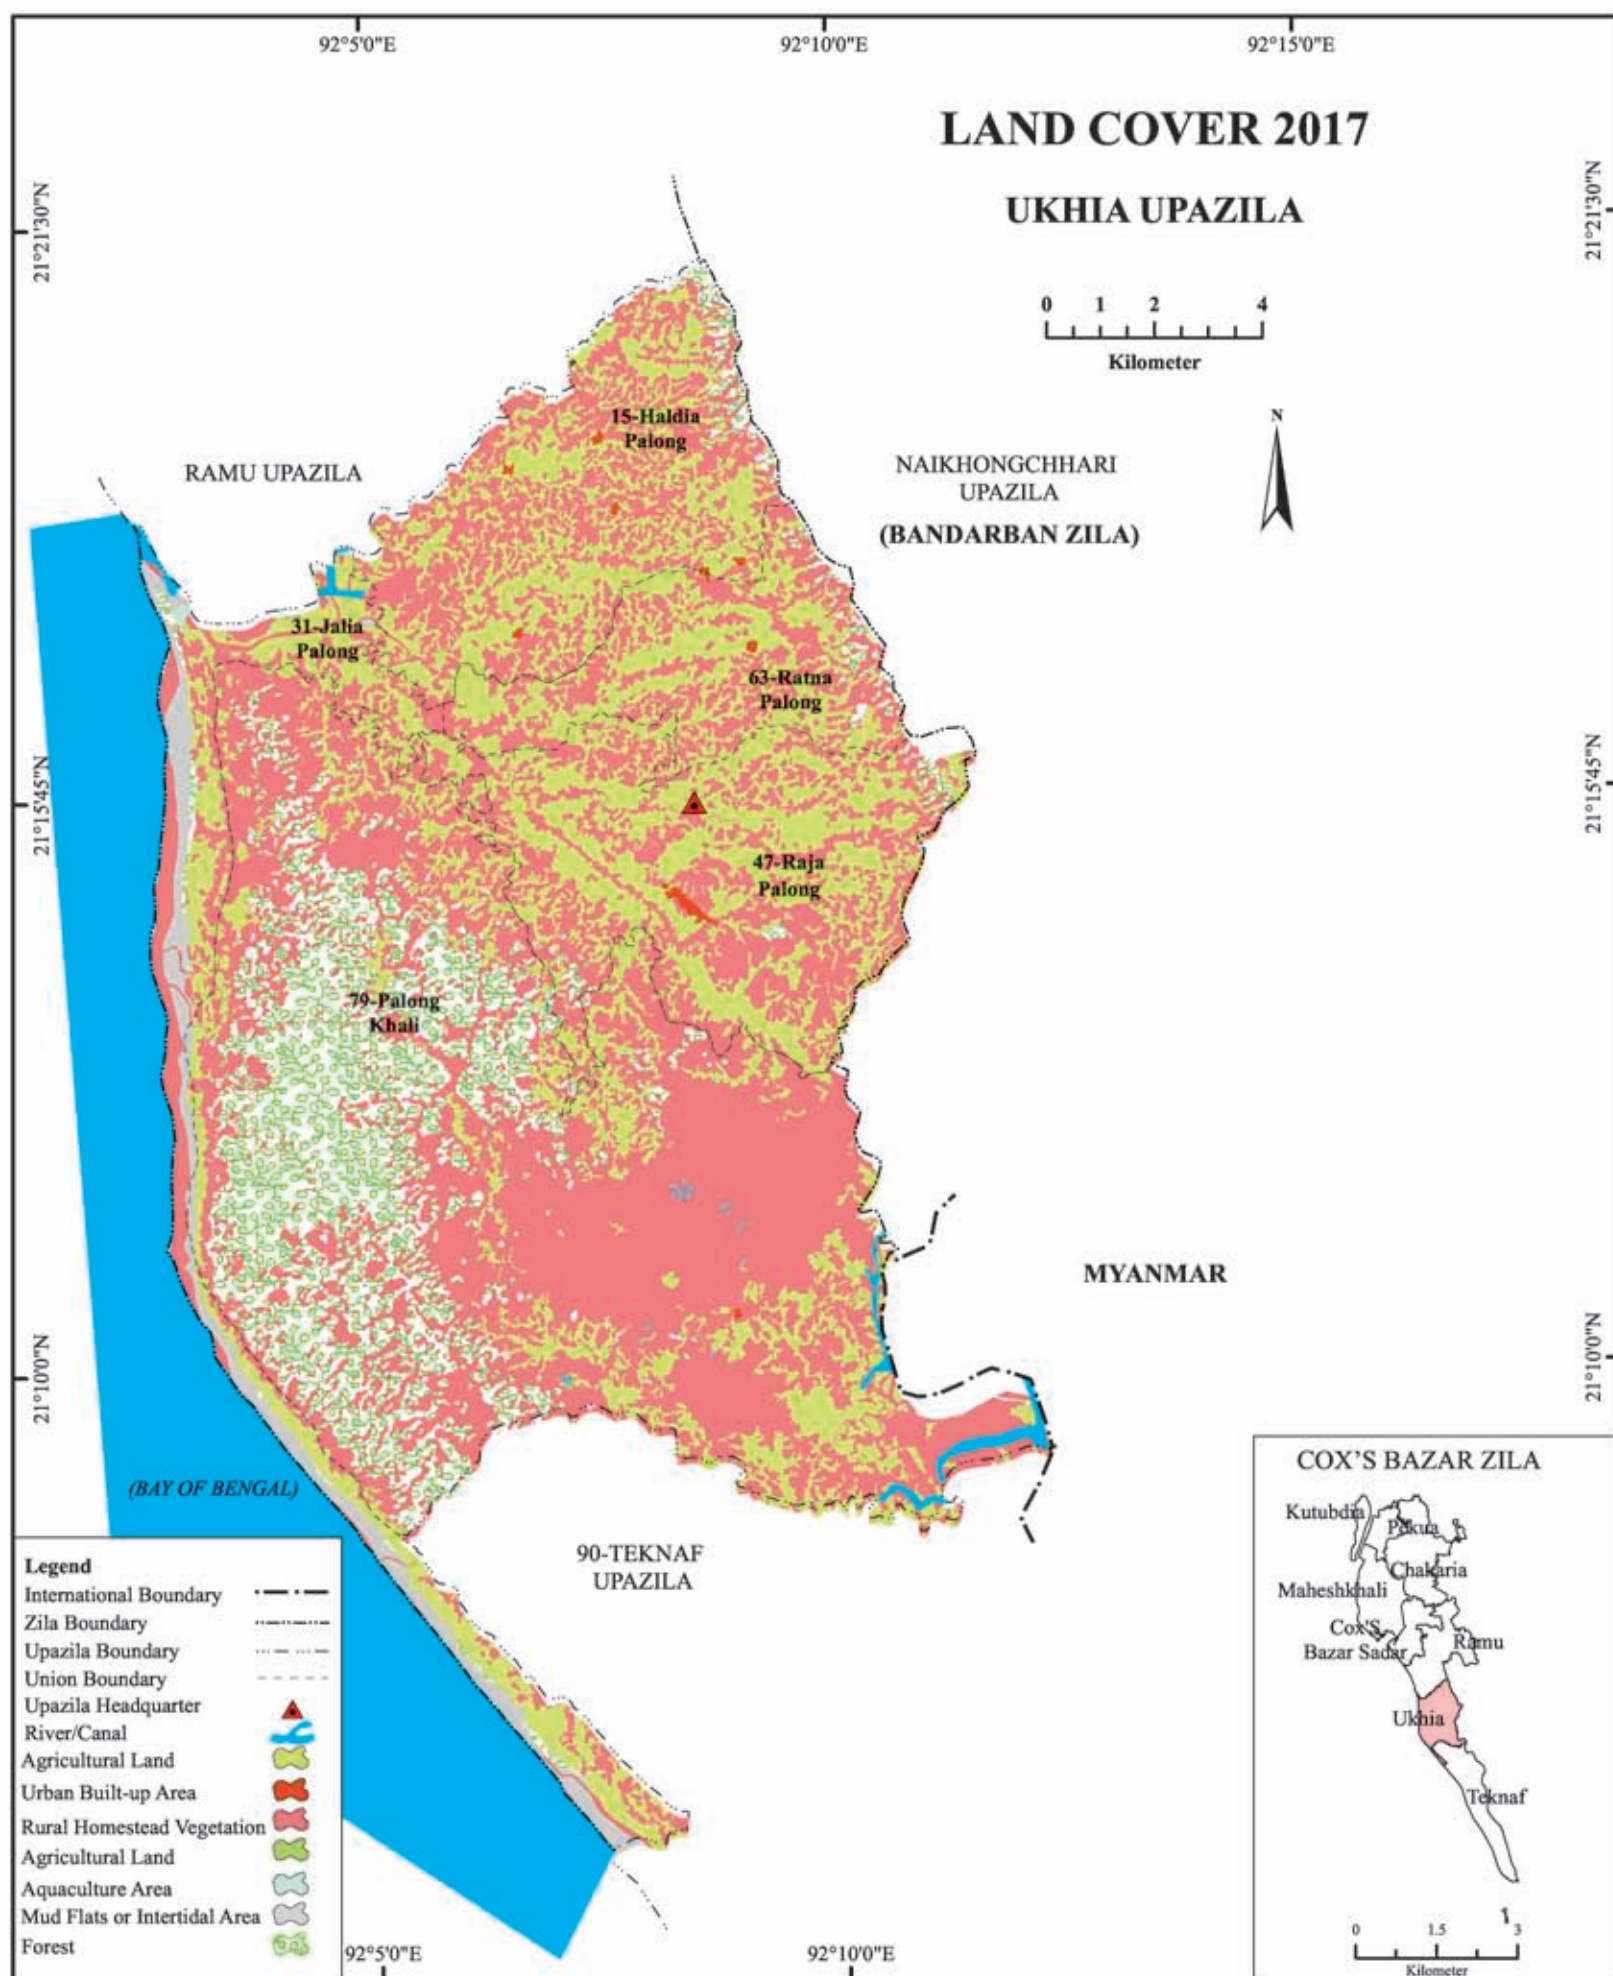 92°5'0"E
92°10'0"E
92°15'0"E
LAND COVER 2017
UKHIA UPAZILA
21°21'30"N
21°21'30"N
0 1 2 4
Kilometer
N
15-Haldia
Palong
RAMU UPAZILA
NAIKHONGCHHARI
UPAZILA
(BANDARBAN ZILA)
31-Jalia
Palong
63-Ratna
Palong
21°15'45"N
21°15'45"N
47-Raja
Palong
79-Palong
Khali
MYANMAR
21°10'0"N
21°10'0"N
(BAY OF BENGAL)
90-TEKNAF
UPAZILA
Legend
International Boundary
Zila Boundary
Upazila Boundary
Union Boundary
Upazila Headquarter
River/Canal
Agricultural Land
Urban Built-up Area
Rural Homestead Vegetation
Agricultural Land
Aquaculture Area
Mud Flats or Intertidal Area
Forest
92°5'0"E
92°10'0"E
COX'S BAZAR ZILA
Kutubdia
Pekua
Chakaria
Maheshkhali
Cox'S
Bazar Sadar
Ramu
Ukhia
Teknaf
0 1.5 3
Kilometer